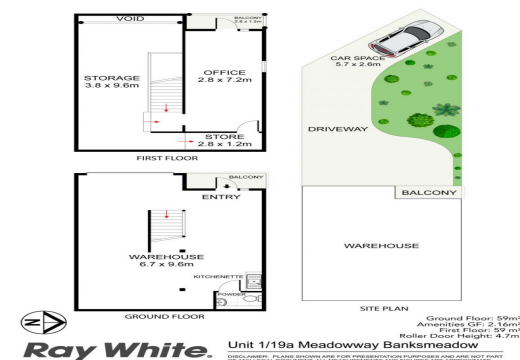 VOID
BALCONY
2.8 x 1.2m
STORAGE
3.8 x 9.6m
OFFICE
2.8 x 7.2m
STORE
2.8 x 1.2m
FIRST FLOOR
CAR SPACE
5.7 x 2.6m
DRIVEWAY
BALCONY
WAREHOUSE
SITE PLAN
BALCONY
ENTRY
WAREHOUSE
6.7 x 9.6m
KITCHENETTE
POWDER
GROUND FLOOR
N
Ground Floor: 59m²
Amenities GF: 2.16m²
First Floor: 59 m²
Roller Door Height: 4.7m
Ray White.
Unit 1/19a Meadowway Banksmeadow
DISCLAIMER. PLANS SHOWN ARE FOR PRESENTATION PURPOSES AND ARE NOT PART